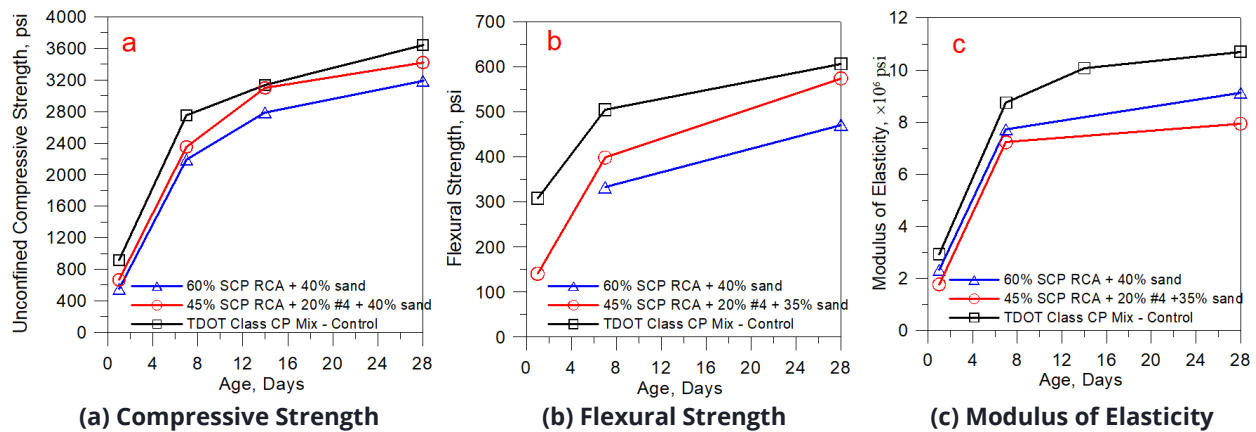 a
Unconfined Compressive Strength, psi
4000
3600
3200
2800
2400
2000
1600
1200
800
400
0
60% SCP RCA + 40% sand
45% SCP RCA + 20% #4 + 40% sand
TDOT Class CP Mix - Control
0 4 8 12 16 20 24 28
Age, Days
(a) Compressive Strength
b
Flexural Strength, psi
700
600
500
400
300
200
100
0
60% SCP RCA + 40% sand
45% SCP RCA + 20% #4 + 35% sand
TDOT Class CP Mix - Control
0 4 8 12 16 20 24 28
Age, Days
(b) Flexural Strength
c
Modulus of Elasticity, ×10⁶ psi
12
10
8
6
4
2
0
60% SCP RCA + 40% sand
45% SCP RCA + 20% #4 +35% sand
TDOT Class CP Mix - Control
0 4 8 12 16 20 24 28
Age, Days
(c) Modulus of Elasticity